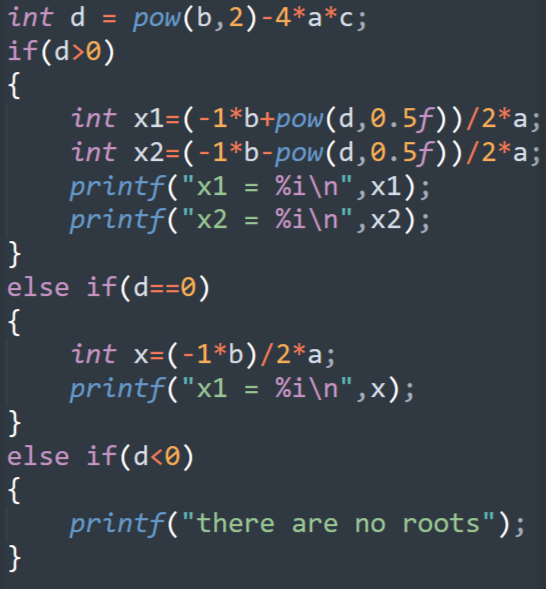 int d = pow(b,2)-4*a*c;
if(d>0)
{
    int x1=(-1*b+pow(d,0.5f))/2*a;
    int x2=(-1*b-pow(d,0.5f))/2*a;
    printf("x1 = %i\n",x1);
    printf("x2 = %i\n",x2);
}
else if(d==0)
{
    int x=(-1*b)/2*a;
    printf("x1 = %i\n",x);
}
else if(d<0)
{
    printf("there are no roots");
}